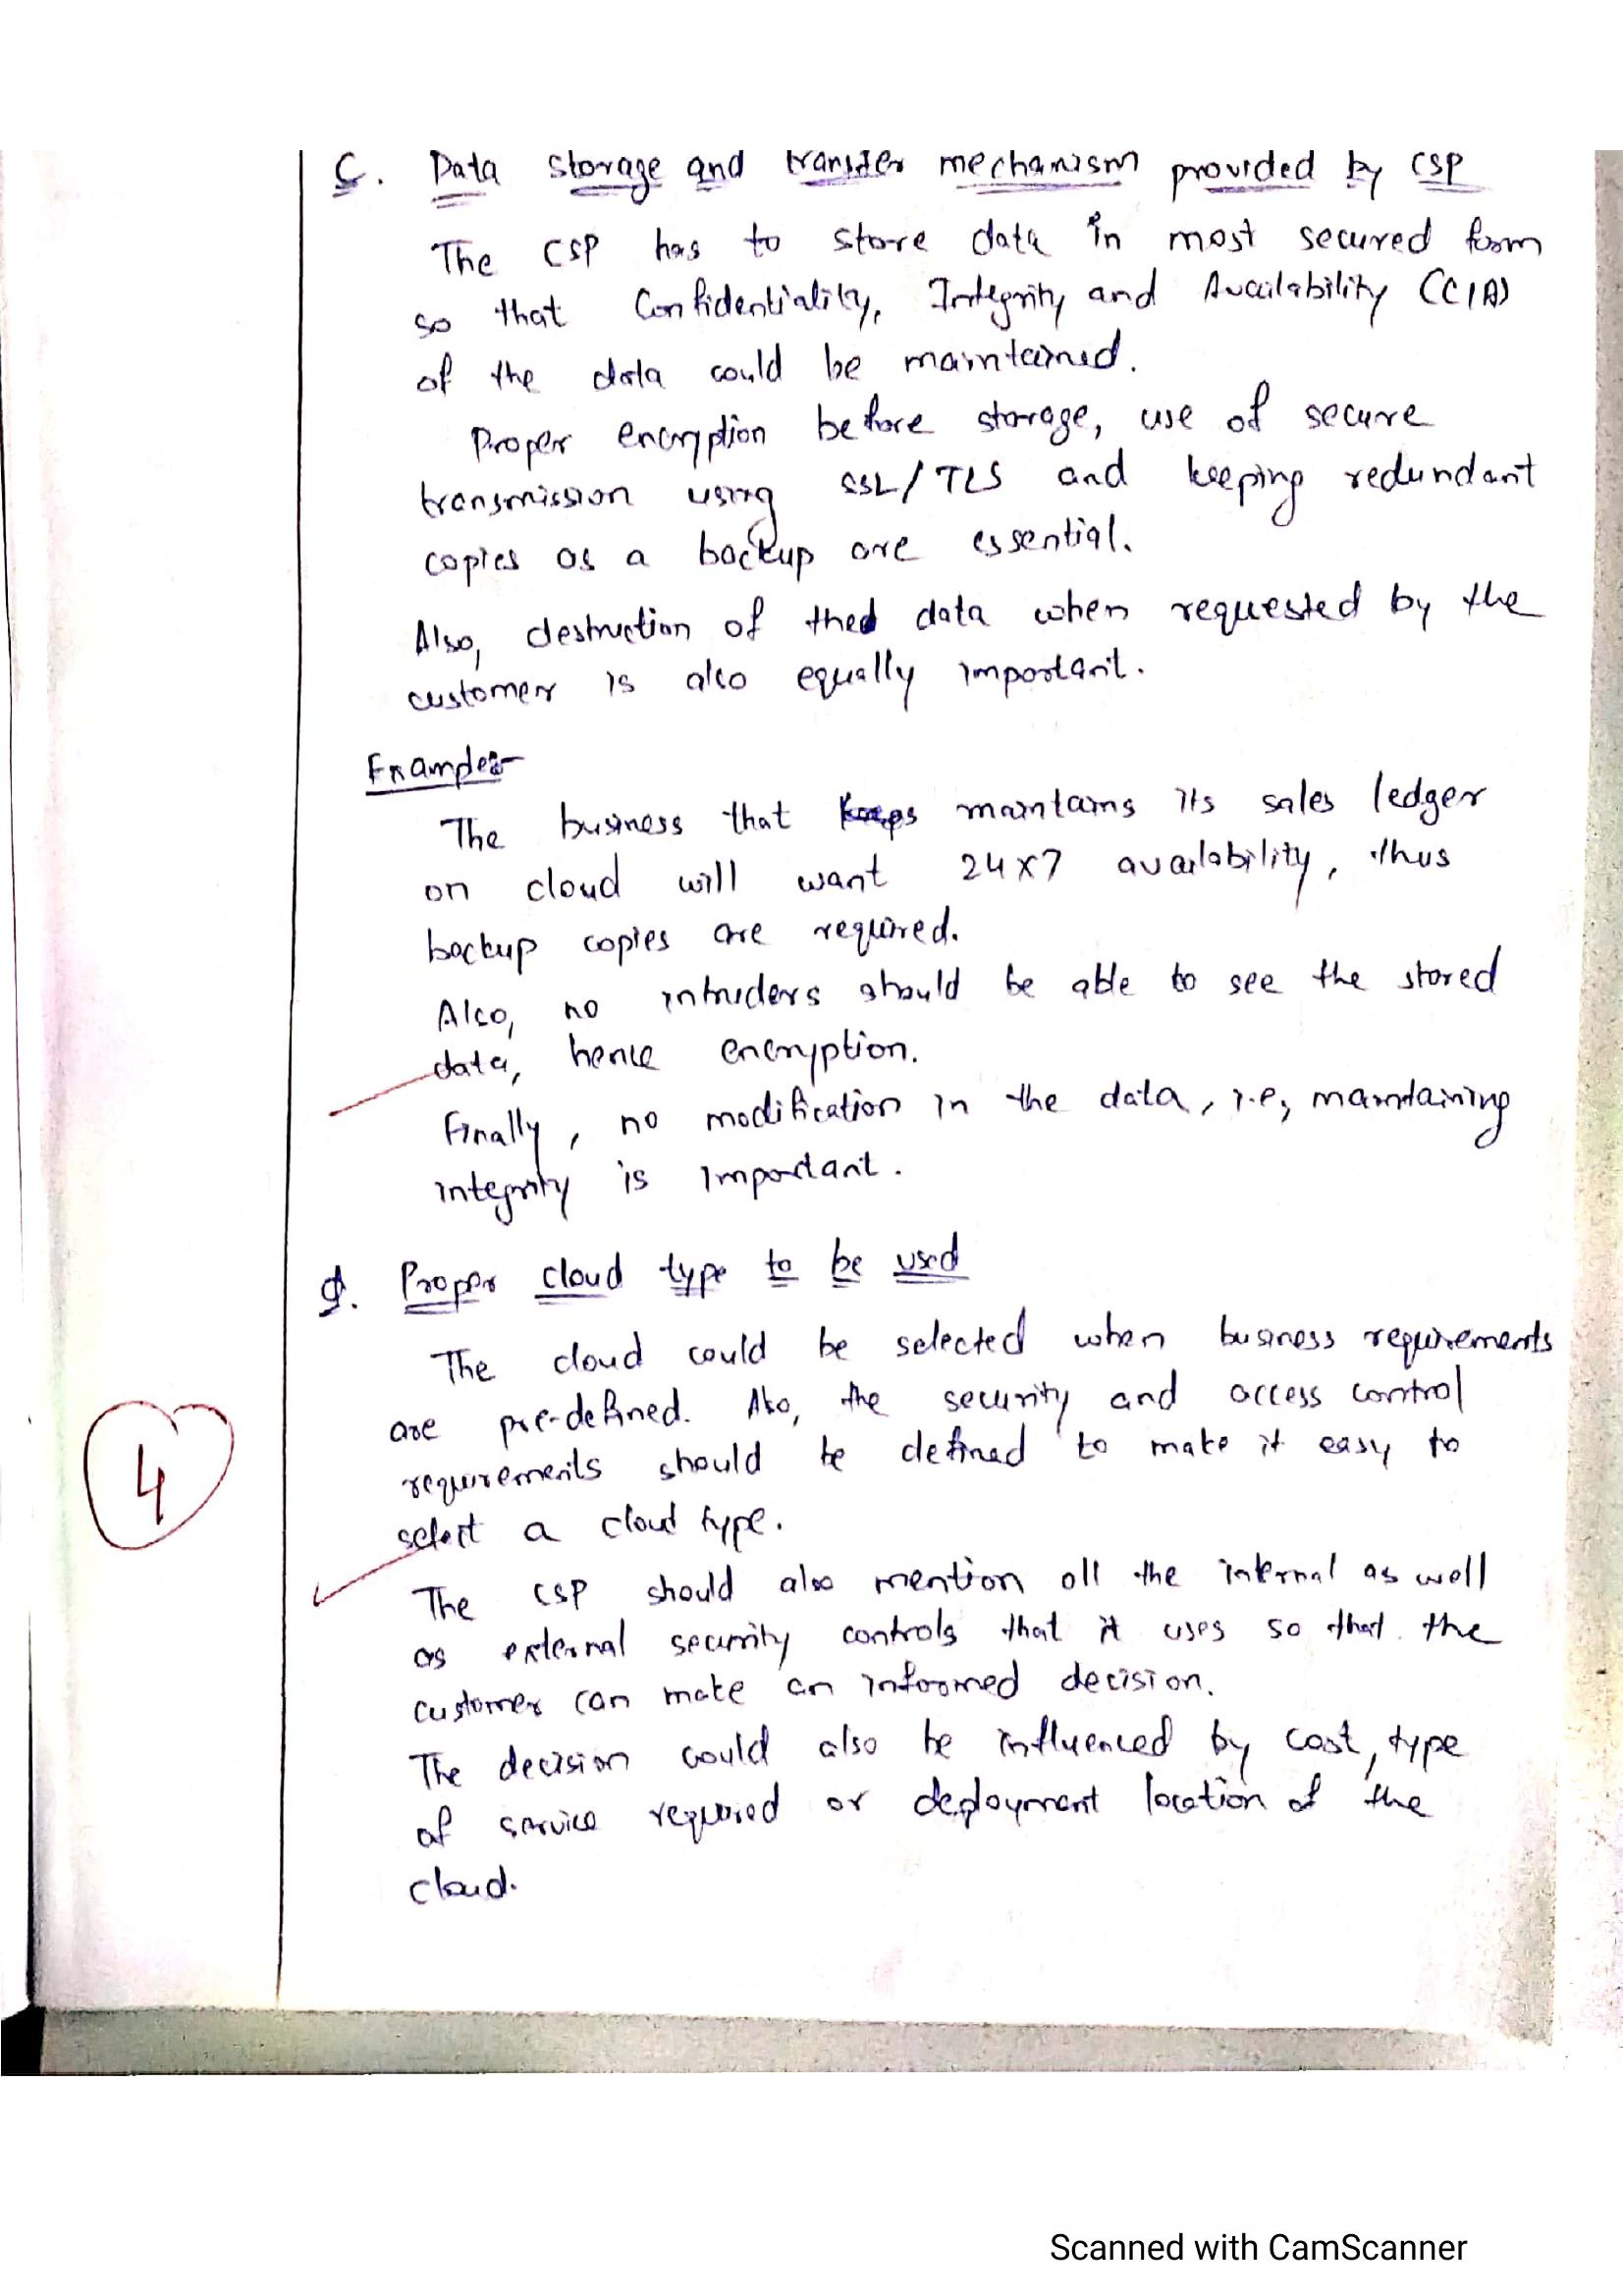 C. Data storage and transfer mechanism provided by CSP
The CSP has to store data in most secured form
so that Confidentiality, Integrity and Availability (CIA)
of the data could be maintained.
Proper encryption before storage, use of secure
transmission using SSL/TLS and keeping redundant
copies as a backup are essential.
Also, destruction of the data when requested by the
customer is also equally important.
Example:-
The business that maintains its sales ledger
on cloud will want 24x7 availability, thus
backup copies are required.
Also, no intruders should be able to see the stored
data, hence encryption.
Finally, no modification in the data, i.e, maintaining
integrity is important.
d. Proper cloud type to be used
The cloud could be selected when business requirements
are pre-defined. Also, the security and access control
requirements should be defined to make it easy to
select a cloud type.
4
The CSP should also mention all the internal as well
as external security controls that it uses so that the
customer can make an informed decision.
The decision could also be influenced by cost, type
of service required or deployment location of the
cloud.
Scanned with CamScanner